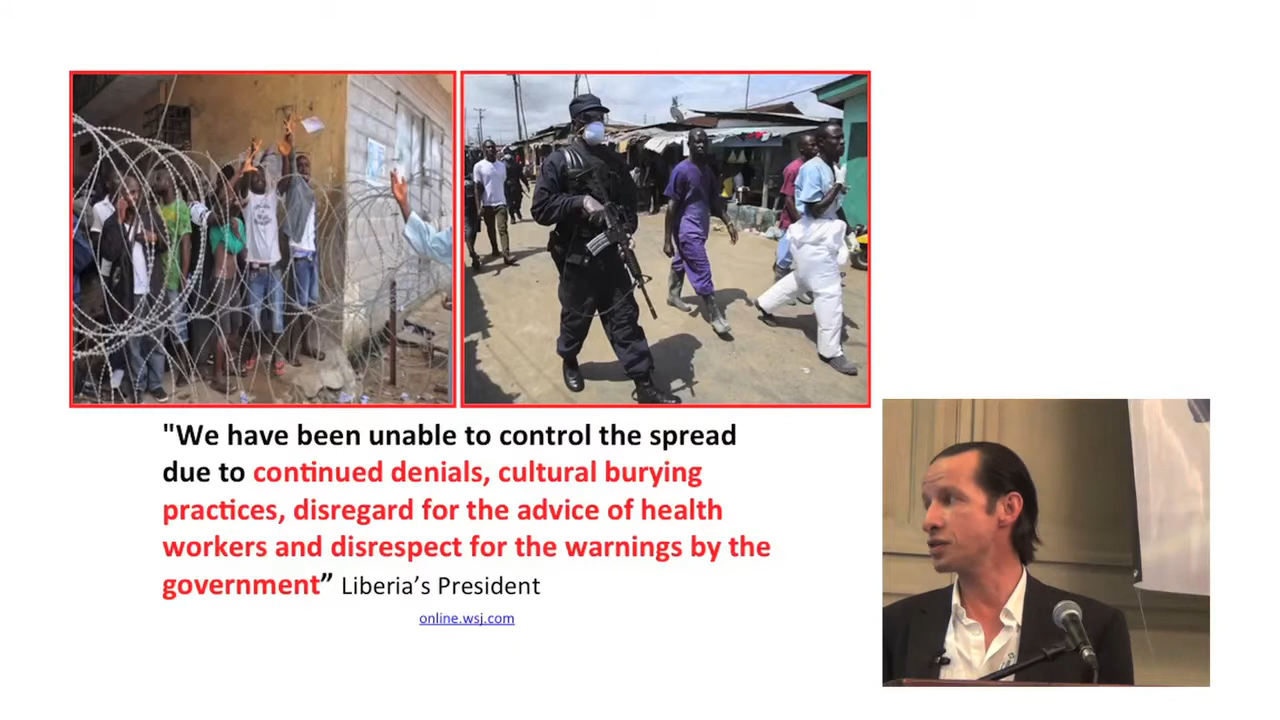 "We have been unable to control the spread
due to continued denials, cultural burying
practices, disregard for the advice of health
workers and disrespect for the warnings by the
government” Liberia’s President
online.wsj.com